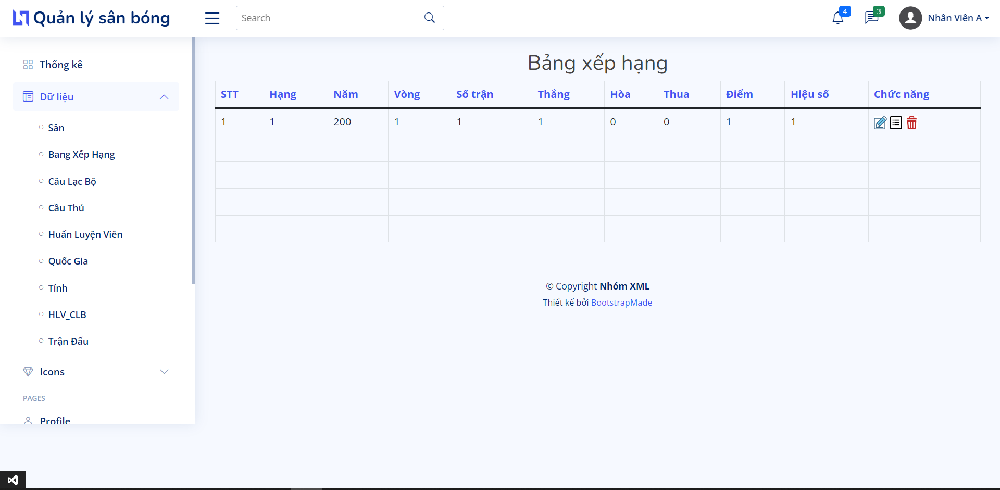 Quản lý sân bóng
Search
4
3
Nhân Viên A
Thống kê
Dữ liệu
Sân
Bang Xếp Hạng
Câu Lạc Bộ
Cầu Thủ
Huấn Luyện Viên
Quốc Gia
Tỉnh
HLV_CLB
Trận Đấu
Icons
PAGES
Profile
Bảng xếp hạng
STT Hạng Năm Vòng Số trận Thắng Hòa Thua Điểm Hiệu số Chức năng
1 1 200 1 1 1 0 0 1 1
© Copyright Nhóm XML
Thiết kế bởi BootstrapMade